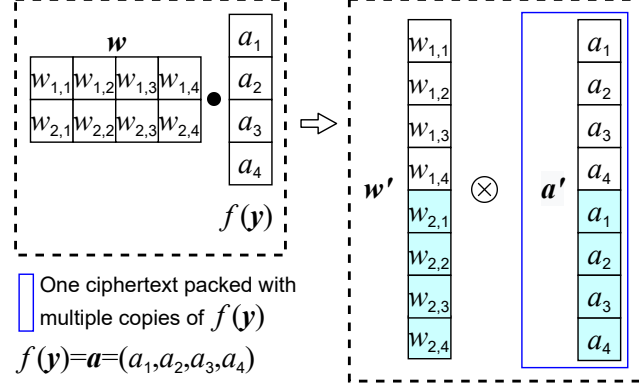 w
w1,1 w1,2 w1,3 w1,4
w2,1 w2,2 w2,3 w2,4
a1
a2
a3
a4
f(y)
One ciphertext packed with
multiple copies of f(y)
f(y)=a=(a1,a2,a3,a4)
w'
w1,1
w1,2
w1,3
w1,4
w2,1
w2,2
w2,3
w2,4
⊗
a'
a1
a2
a3
a4
a1
a2
a3
a4